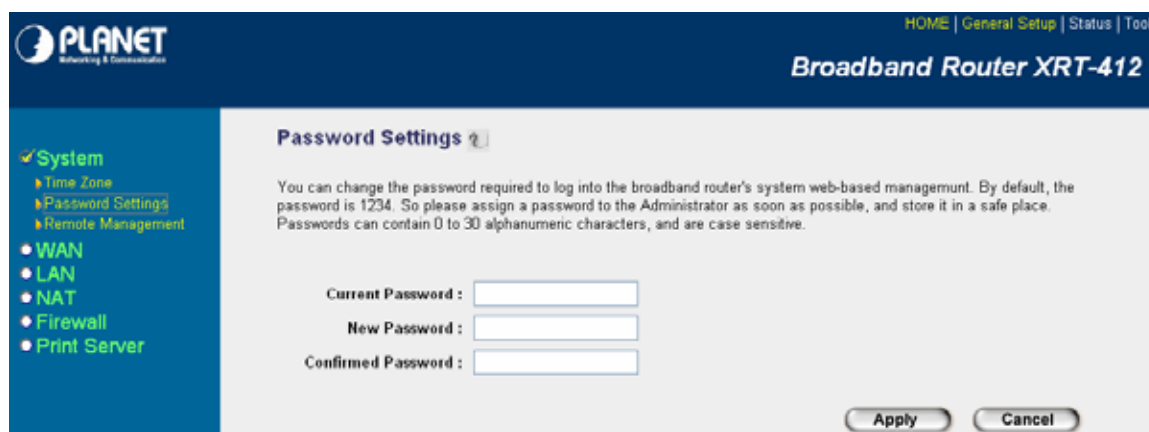 PLANET
Networking & Communication
HOME | General Setup | Status | Tool
Broadband Router XRT-412
System
Time Zone
Password Settings
Remote Management
WAN
LAN
NAT
Firewall
Print Server
Password Settings
You can change the password required to log into the broadband router's system web-based managemunt. By default, the
password is 1234. So please assign a password to the Administrator as soon as possible, and store it in a safe place.
Passwords can contain 0 to 30 alphanumeric characters, and are case sensitive.
Current Password :
New Password :
Confirmed Password :
Apply
Cancel